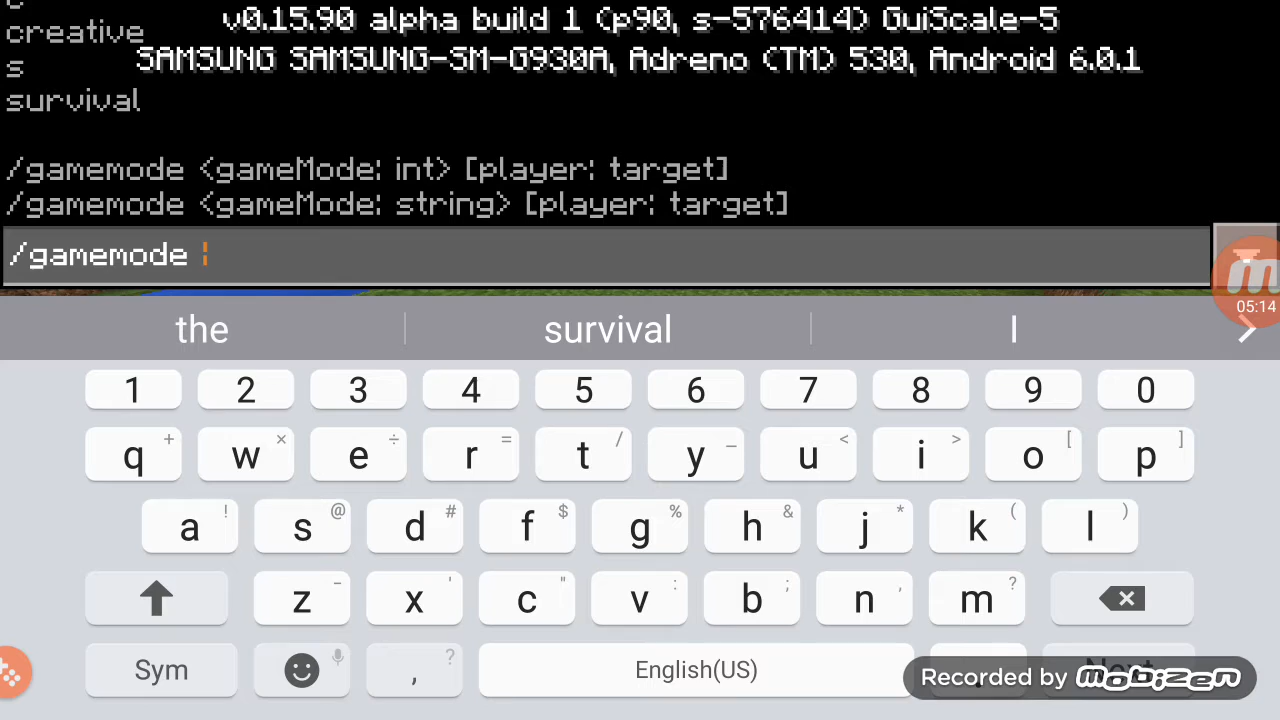 creative
v0.15.90 alpha build 1 (p90, s-576414) GuiScale-5
s
SAMSUNG SAMSUNG-SM-G930A, Adreno (TM) 530, Android 6.0.1
survival
/gamemode <gameMode: int> [player: target]
/gamemode <gameMode: string> [player: target]
/gamemode
05:14
the survival I
1 2 3 4 5 6 7 8 9 0
q + w × e ÷ r = t / y _ u < i > o [ p ]
a ! s @ d # f $ g % h & j * k ( l )
z - x ' c " v : b ; n , m ?
Sym , ? English(US) Next
Recorded by mobizen